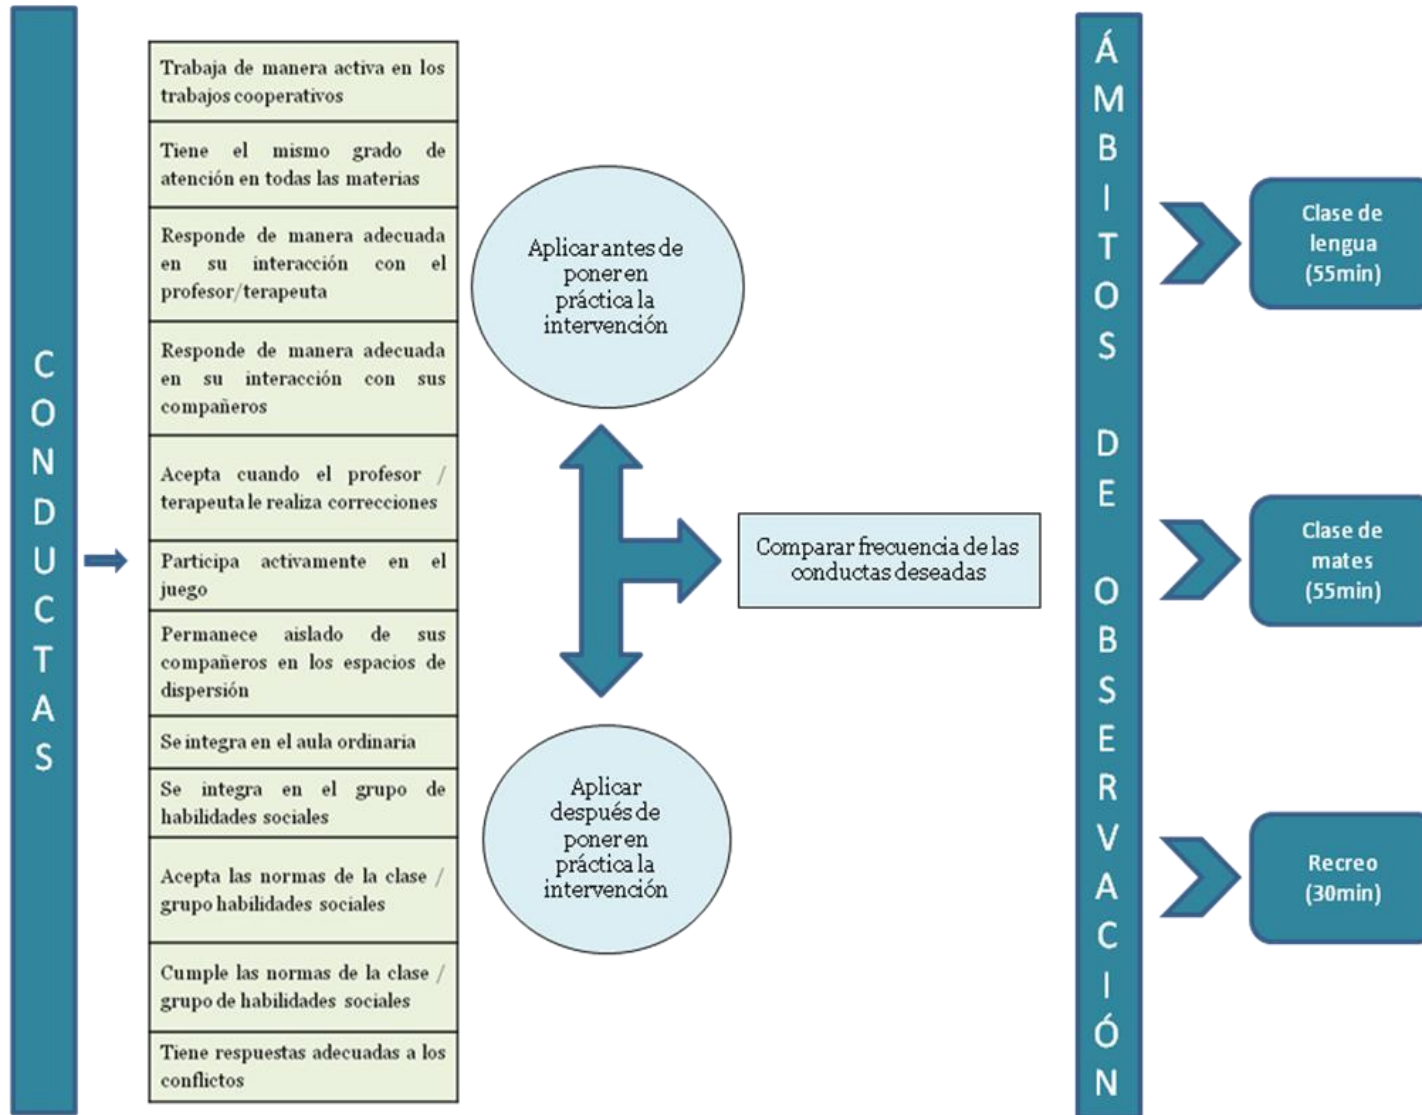 CONDUCTAS
Trabaja de manera activa en los
trabajos cooperativos
Tiene el mismo grado de
atención en todas las materias
Responde de manera adecuada
en su interacción con el
profesor/terapeuta
Responde de manera adecuada
en su interacción con sus
compañeros
Acepta cuando el profesor /
terapeuta le realiza correcciones
Participa activamente en el
juego
Permanece aislado de sus
compañeros en los espacios de
dispersión
Se integra en el aula ordinaria
Se integra en el grupo de
habilidades sociales
Acepta las normas de la clase /
grupo habilidades sociales
Cumple las normas de la clase /
grupo de habilidades sociales
Tiene respuestas adecuadas a los
conflictos
Aplicar antes de
poner en
práctica la
intervención
Comparar frecuencia de las
conductas deseadas
Aplicar
después de
poner en
práctica la
intervención
ÁMBITOS DE OBSERVACIÓN
Clase de
lengua
(55min)
Clase de
mates
(55min)
Recreo
(30min)